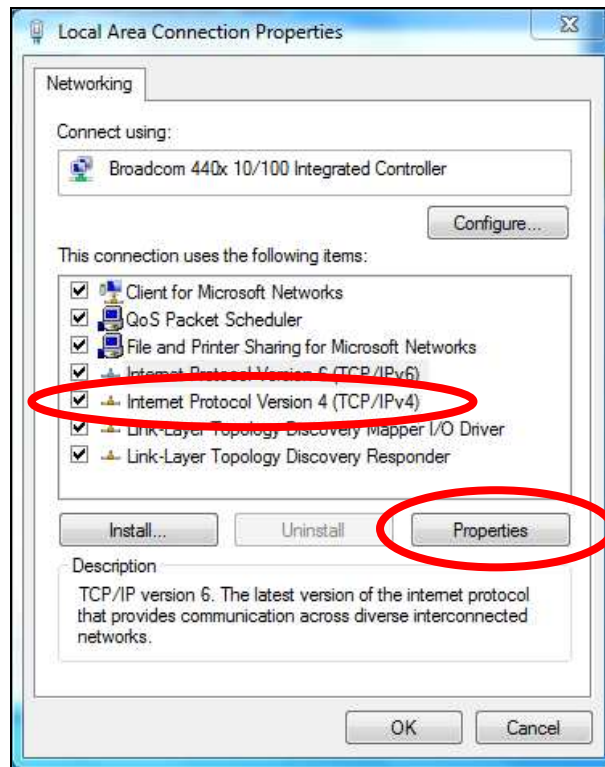 Local Area Connection Properties
Networking
Connect using:
Broadcom 440x 10/100 Integrated Controller
Configure...
This connection uses the following items:
Client for Microsoft Networks
QoS Packet Scheduler
File and Printer Sharing for Microsoft Networks
Internet Protocol Version 6 (TCP/IPv6)
Internet Protocol Version 4 (TCP/IPv4)
Link-Layer Topology Discovery Mapper I/O Driver
Link-Layer Topology Discovery Responder
Install...
Uninstall
Properties
Description
TCP/IP version 6. The latest version of the internet protocol
that provides communication across diverse interconnected
networks.
OK
Cancel